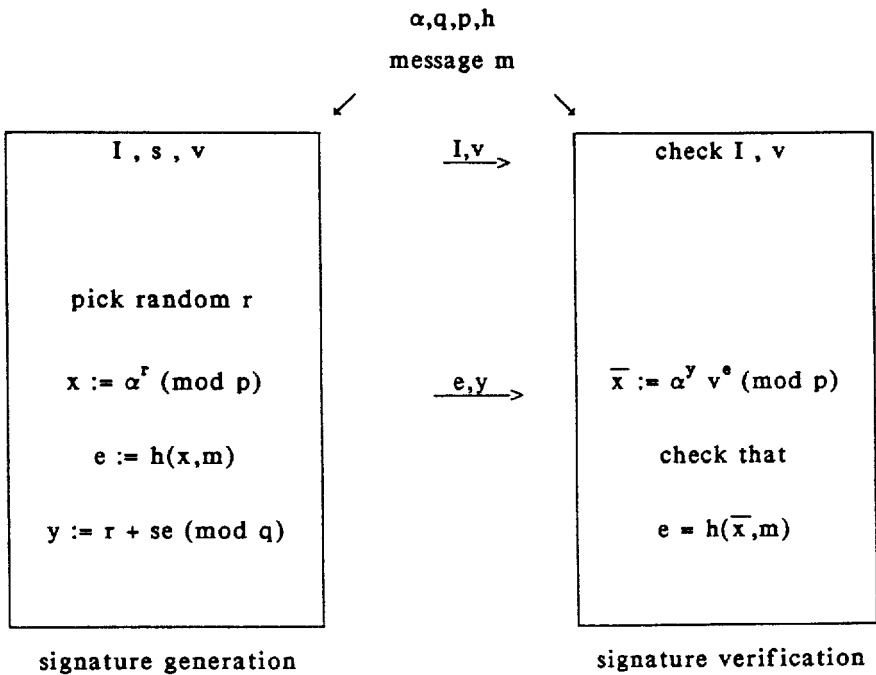 α,q,p,h
message m
I , s , v
I,v
check I , v
pick random r
x := α^r (mod p)
e,y
x̅ := α^y v^e (mod p)
e := h(x,m)
check that
y := r + se (mod q)
e = h(x̅,m)
signature generation
signature verification